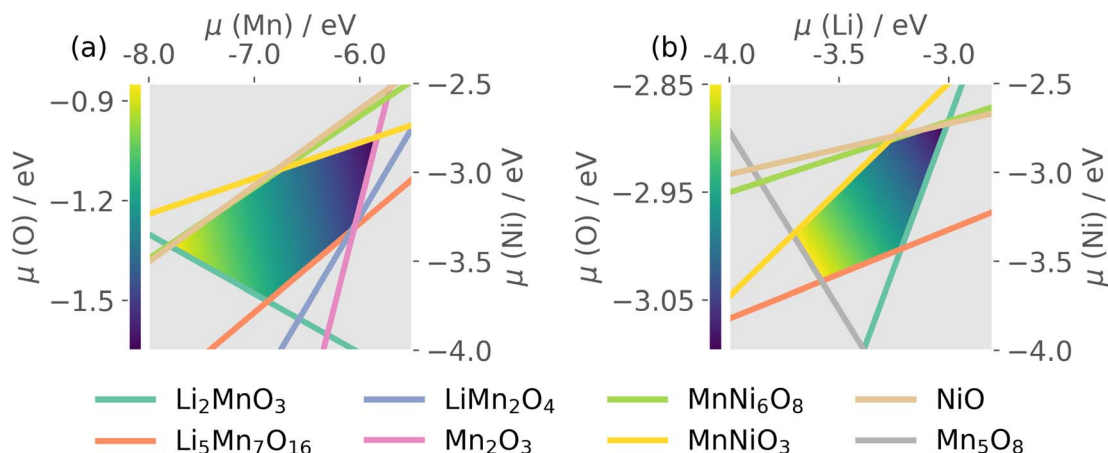 (a) μ (Mn) / eV
-8.0 -7.0 -6.0
μ (O) / eV
−0.9
−1.2
−1.5
−2.5
−3.0
−3.5
−4.0
μ (Ni) / eV
(b) μ (Li) / eV
-4.0 -3.5 -3.0
μ (O) / eV
−2.85
−2.95
−3.05
−2.5
−3.0
−3.5
−4.0
μ (Ni) / eV
Li₂MnO₃ LiMn₂O₄ MnNi₆O₈ NiO
Li₅Mn₇O₁₆ Mn₂O₃ MnNiO₃ Mn₅O₈